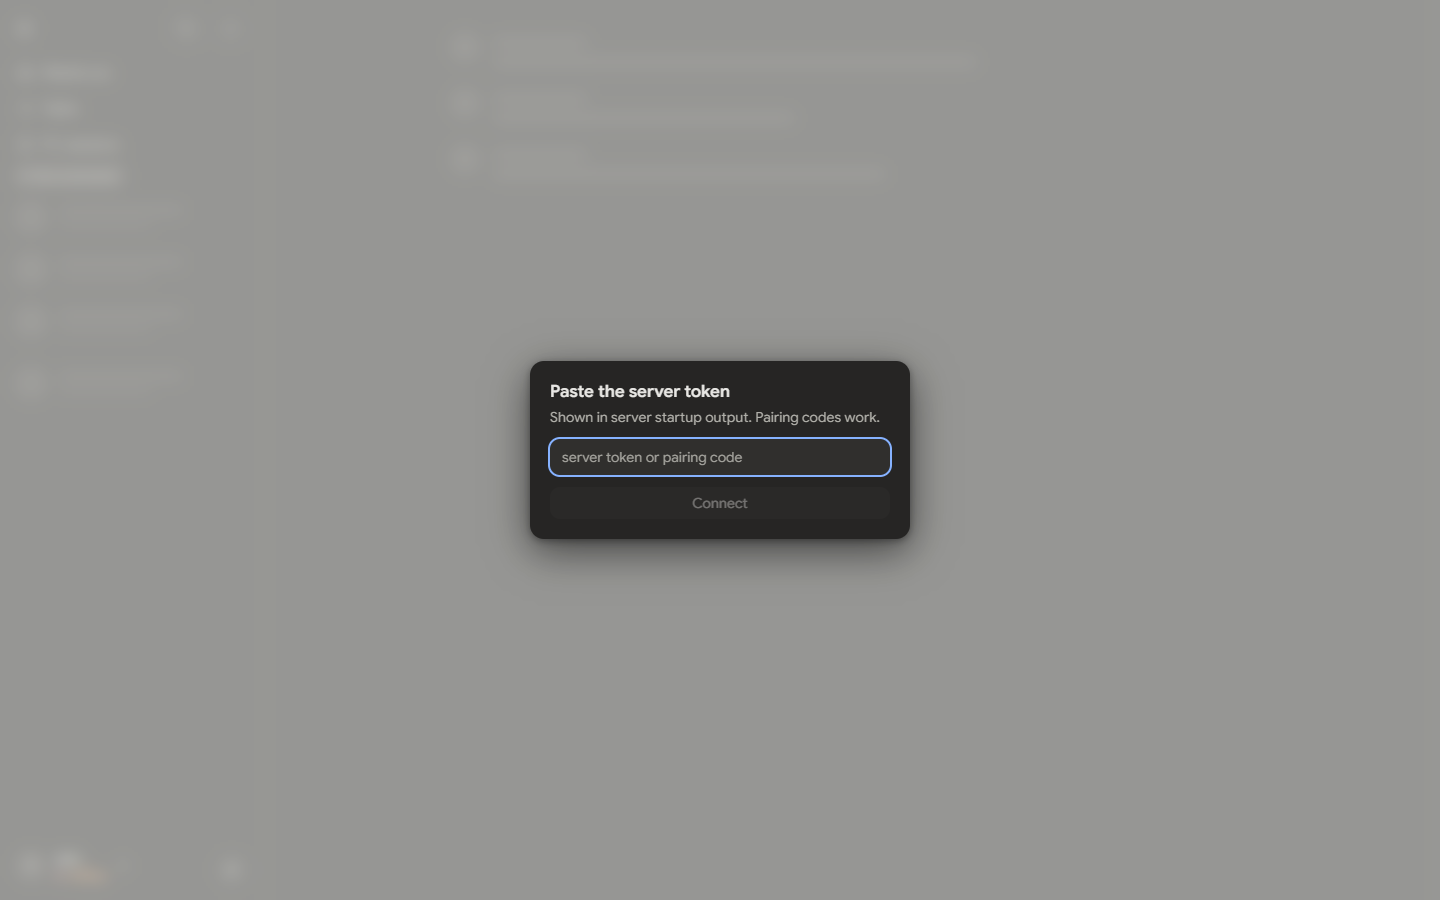 Paste the server token
Shown in server startup output. Pairing codes work.
server token or pairing code
Connect